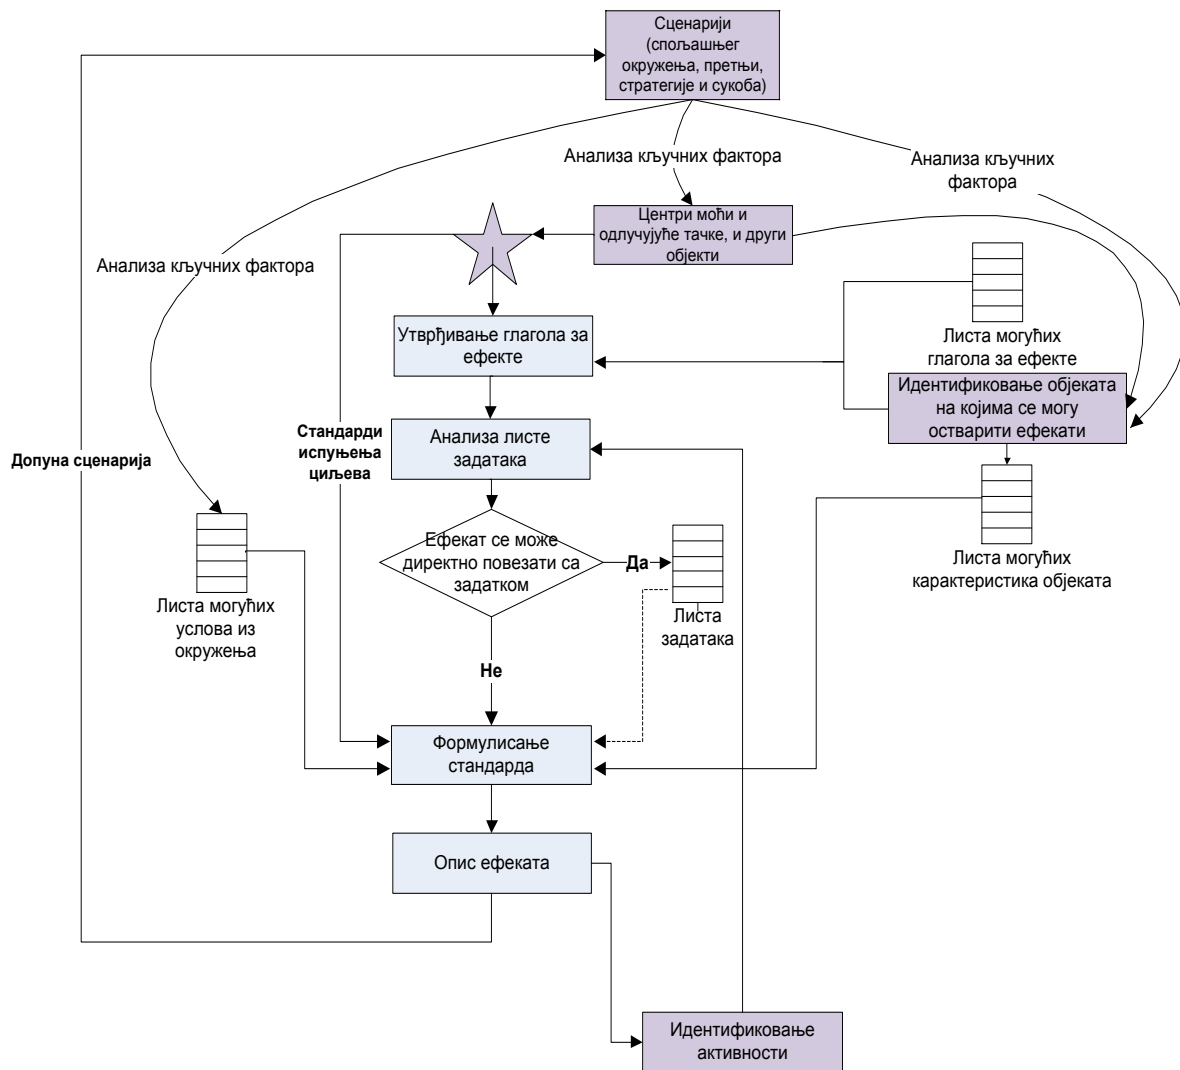 Сценарији
(спољашњег
окружења, претњи,
стратегије и сукоба)
Анализа кључних фактора
Анализа кључних
фактора
Центри моћи и
одлучујуће тачке, и други
објекти
Анализа кључних фактора
Утврђивање глагола за
ефекте
Листа могућих
глагола за ефекте
Идентификовање објеката
на којима се могу
остварити ефекати
Стандарди
испуњења
циљева
Анализа листе
задатака
Допуна сценарија
Ефекат се може
директно повезати са
задатком
Да
Листа
задатака
Листа могућих
карактеристика објеката
Листа могућих
услова из
окружења
Не
Формулисање
стандарда
Опис ефеката
Идентификовање
активности